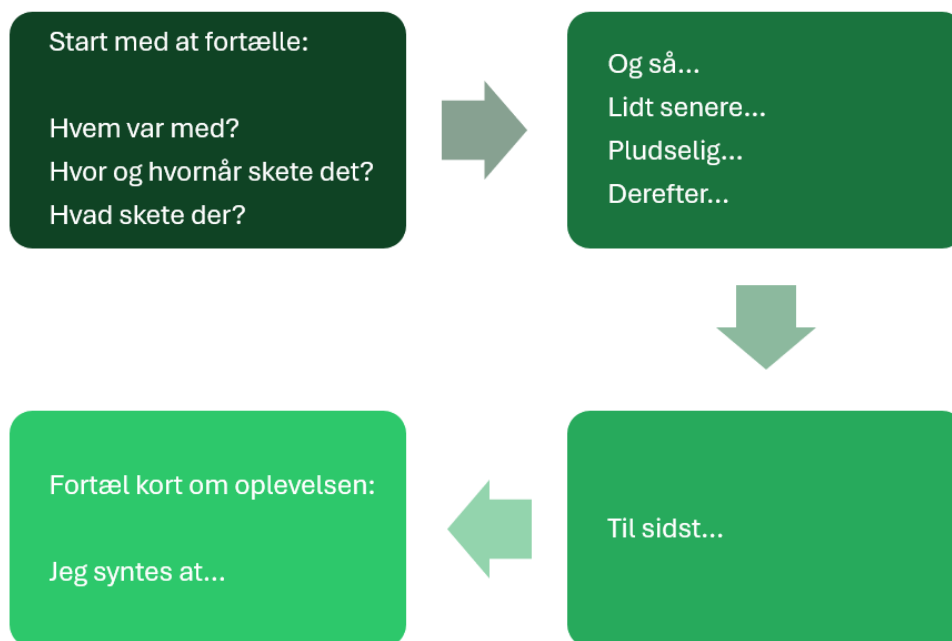 Start med at fortælle:
Hvem var med?
Hvor og hvornår skete det?
Hvad skete der?
Og så...
Lidt senere...
Pludselig...
Derefter...
Til sidst...
Fortæl kort om oplevelsen:
Jeg syntes at...